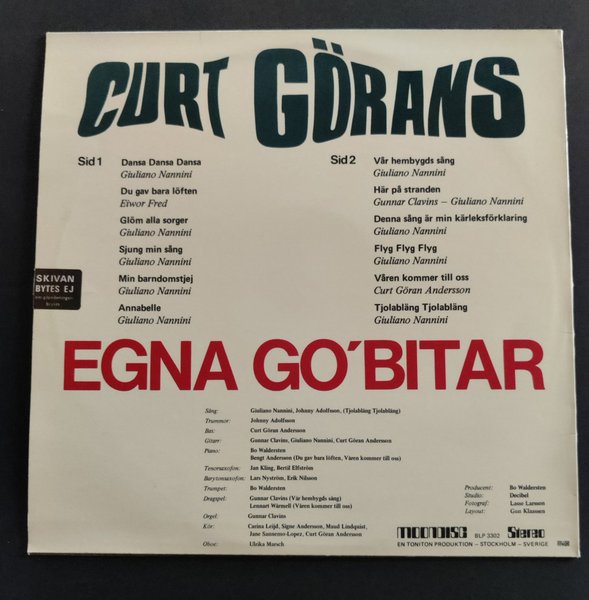 CURT GÖRANS
Sid 1
Dansa Dansa Dansa
Giuliano Nannini
Du gav bara löften
Eiwor Fred
Glöm alla sorger
Giuliano Nannini
Sjung min sång
Giuliano Nannini
Min barndomstjej
Giuliano Nannini
Annabelle
Giuliano Nannini
Sid 2
Vår hembygds sång
Giuliano Nannini
Här på stranden
Gunnar Clavins – Giuliano Nannini
Denna sång är min kärleksförklaring
Giuliano Nannini
Flyg Flyg Flyg
Giuliano Nannini
Våren kommer till oss
Curt Göran Andersson
Tjolabläng Tjolabläng
Giuliano Nannini
SKIVAN
BYTES EJ
EGNA GO'BITAR
Sång: Giuliano Nannini, Johnny Adolfsson, (Tjolabläng Tjolabläng)
Trummor: Johnny Adolfsson
Bas: Curt Göran Andersson
Gitarr: Gunnar Clavins, Giuliano Nannini, Curt Göran Andersson
Piano: Bo Waldersten
Bengt Andersson (Du gav bara löften, Våren kommer till oss)
Tenorsaxofon: Jan Kling, Bertil Elfström
Barytonsaxofon: Lars Nyström, Erik Nilsson
Trumpet: Bo Waldersten
Dragspel: Gunnar Clavins (Vår hembygds sång)
Lennart Wärmell (Våren kommer till oss)
Orgel: Gunnar Clavins
Kör: Carina Leijd, Signe Andersson, Maud Lindquist,
Jane Sannemo-Lopez, Curt Göran Andersson
Oboe: Ulrika Marsch
Producent: Bo Waldersten
Studio: Decibel
Fotograf: Lasse Larsson
Layout: Gun Klaassen
MOONDISC BLP 3302 Stereo
EN TONITON PRODUKTION – STOCKHOLM – SVERIGE